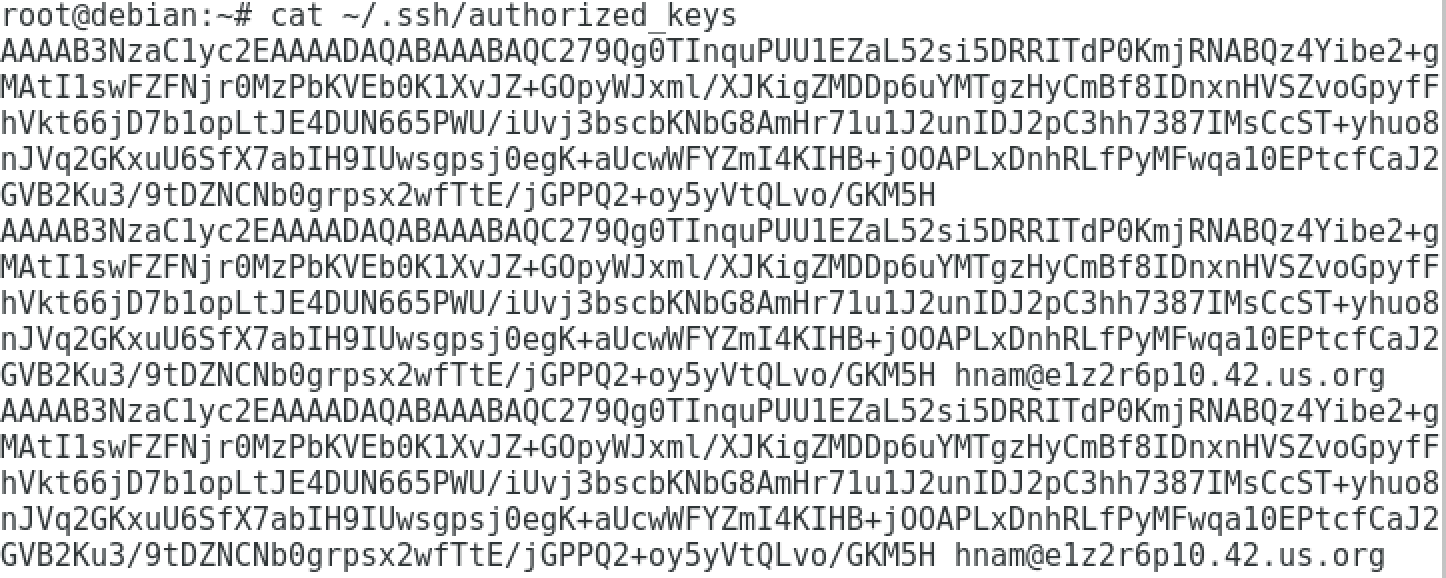 root@debian:~# cat ~/.ssh/authorized_keys
AAAAB3NzaC1yc2EAAAADAQABAAABAQC279Qg0TInquPUU1EZaL52si5DRRITdP0KmjRNABQz4Yibe2+g
MAtI1swFZFNjr0MzPbKVEb0K1XvJZ+GOpyWJxml/XJKigZMDDp6uYMTgzHyCmBf8IDnxnHVSZvoGpyfF
hVkt66jD7b1opLtJE4DUN665PWU/iUvj3bscbKNbG8AmHr71u1J2unIDJ2pC3hh7387IMsCcST+yhuo8
nJVq2GKxuU6SfX7abIH9IUwsgpsj0egK+aUcwWFYZmI4KIHB+jOOAPLxDnhRLfPyMFwqa10EPtcfCaJ2
GVB2Ku3/9tDZNCNb0grpsx2wfTtE/jGPPQ2+oy5yVtQLvo/GKM5H
AAAAB3NzaC1yc2EAAAADAQABAAABAQC279Qg0TInquPUU1EZaL52si5DRRITdP0KmjRNABQz4Yibe2+g
MAtI1swFZFNjr0MzPbKVEb0K1XvJZ+GOpyWJxml/XJKigZMDDp6uYMTgzHyCmBf8IDnxnHVSZvoGpyfF
hVkt66jD7b1opLtJE4DUN665PWU/iUvj3bscbKNbG8AmHr71u1J2unIDJ2pC3hh7387IMsCcST+yhuo8
nJVq2GKxuU6SfX7abIH9IUwsgpsj0egK+aUcwWFYZmI4KIHB+jOOAPLxDnhRLfPyMFwqa10EPtcfCaJ2
GVB2Ku3/9tDZNCNb0grpsx2wfTtE/jGPPQ2+oy5yVtQLvo/GKM5H hnam@e1z2r6p10.42.us.org
AAAAB3NzaC1yc2EAAAADAQABAAABAQC279Qg0TInquPUU1EZaL52si5DRRITdP0KmjRNABQz4Yibe2+g
MAtI1swFZFNjr0MzPbKVEb0K1XvJZ+GOpyWJxml/XJKigZMDDp6uYMTgzHyCmBf8IDnxnHVSZvoGpyfF
hVkt66jD7b1opLtJE4DUN665PWU/iUvj3bscbKNbG8AmHr71u1J2unIDJ2pC3hh7387IMsCcST+yhuo8
nJVq2GKxuU6SfX7abIH9IUwsgpsj0egK+aUcwWFYZmI4KIHB+jOOAPLxDnhRLfPyMFwqa10EPtcfCaJ2
GVB2Ku3/9tDZNCNb0grpsx2wfTtE/jGPPQ2+oy5yVtQLvo/GKM5H hnam@e1z2r6p10.42.us.org